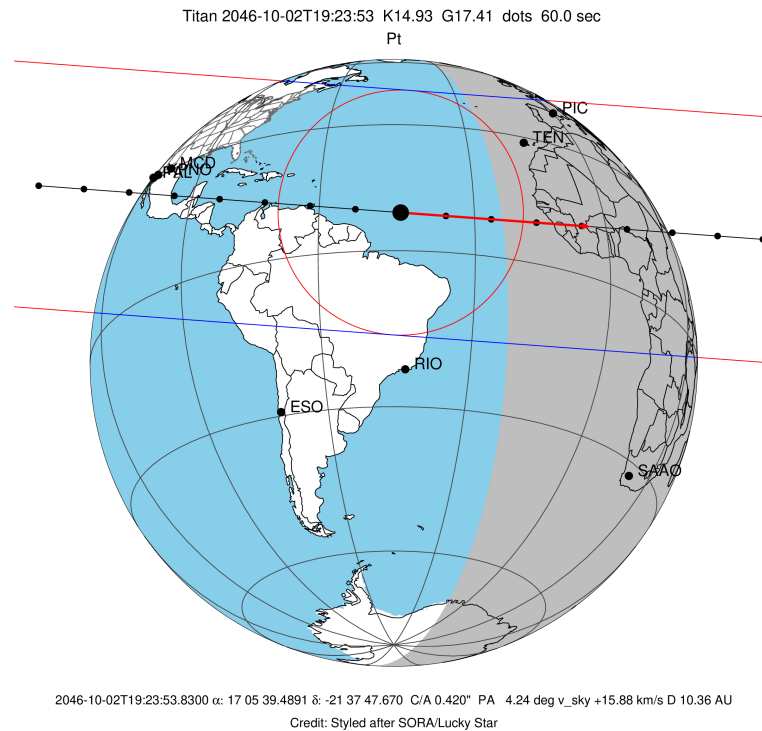 Titan 2046-10-02T19:23:53 K14.93 G17.41 dots 60.0 sec
Pt
PIC
TEN
MCD
PAL
RIO
ESO
SAAO
2046-10-02T19:23:53.8300 α: 17 05 39.4891 δ: -21 37 47.670 C/A 0.420" PA 4.24 deg v_sky +15.88 km/s D 10.36 AU
Credit: Styled after SORA/Lucky Star